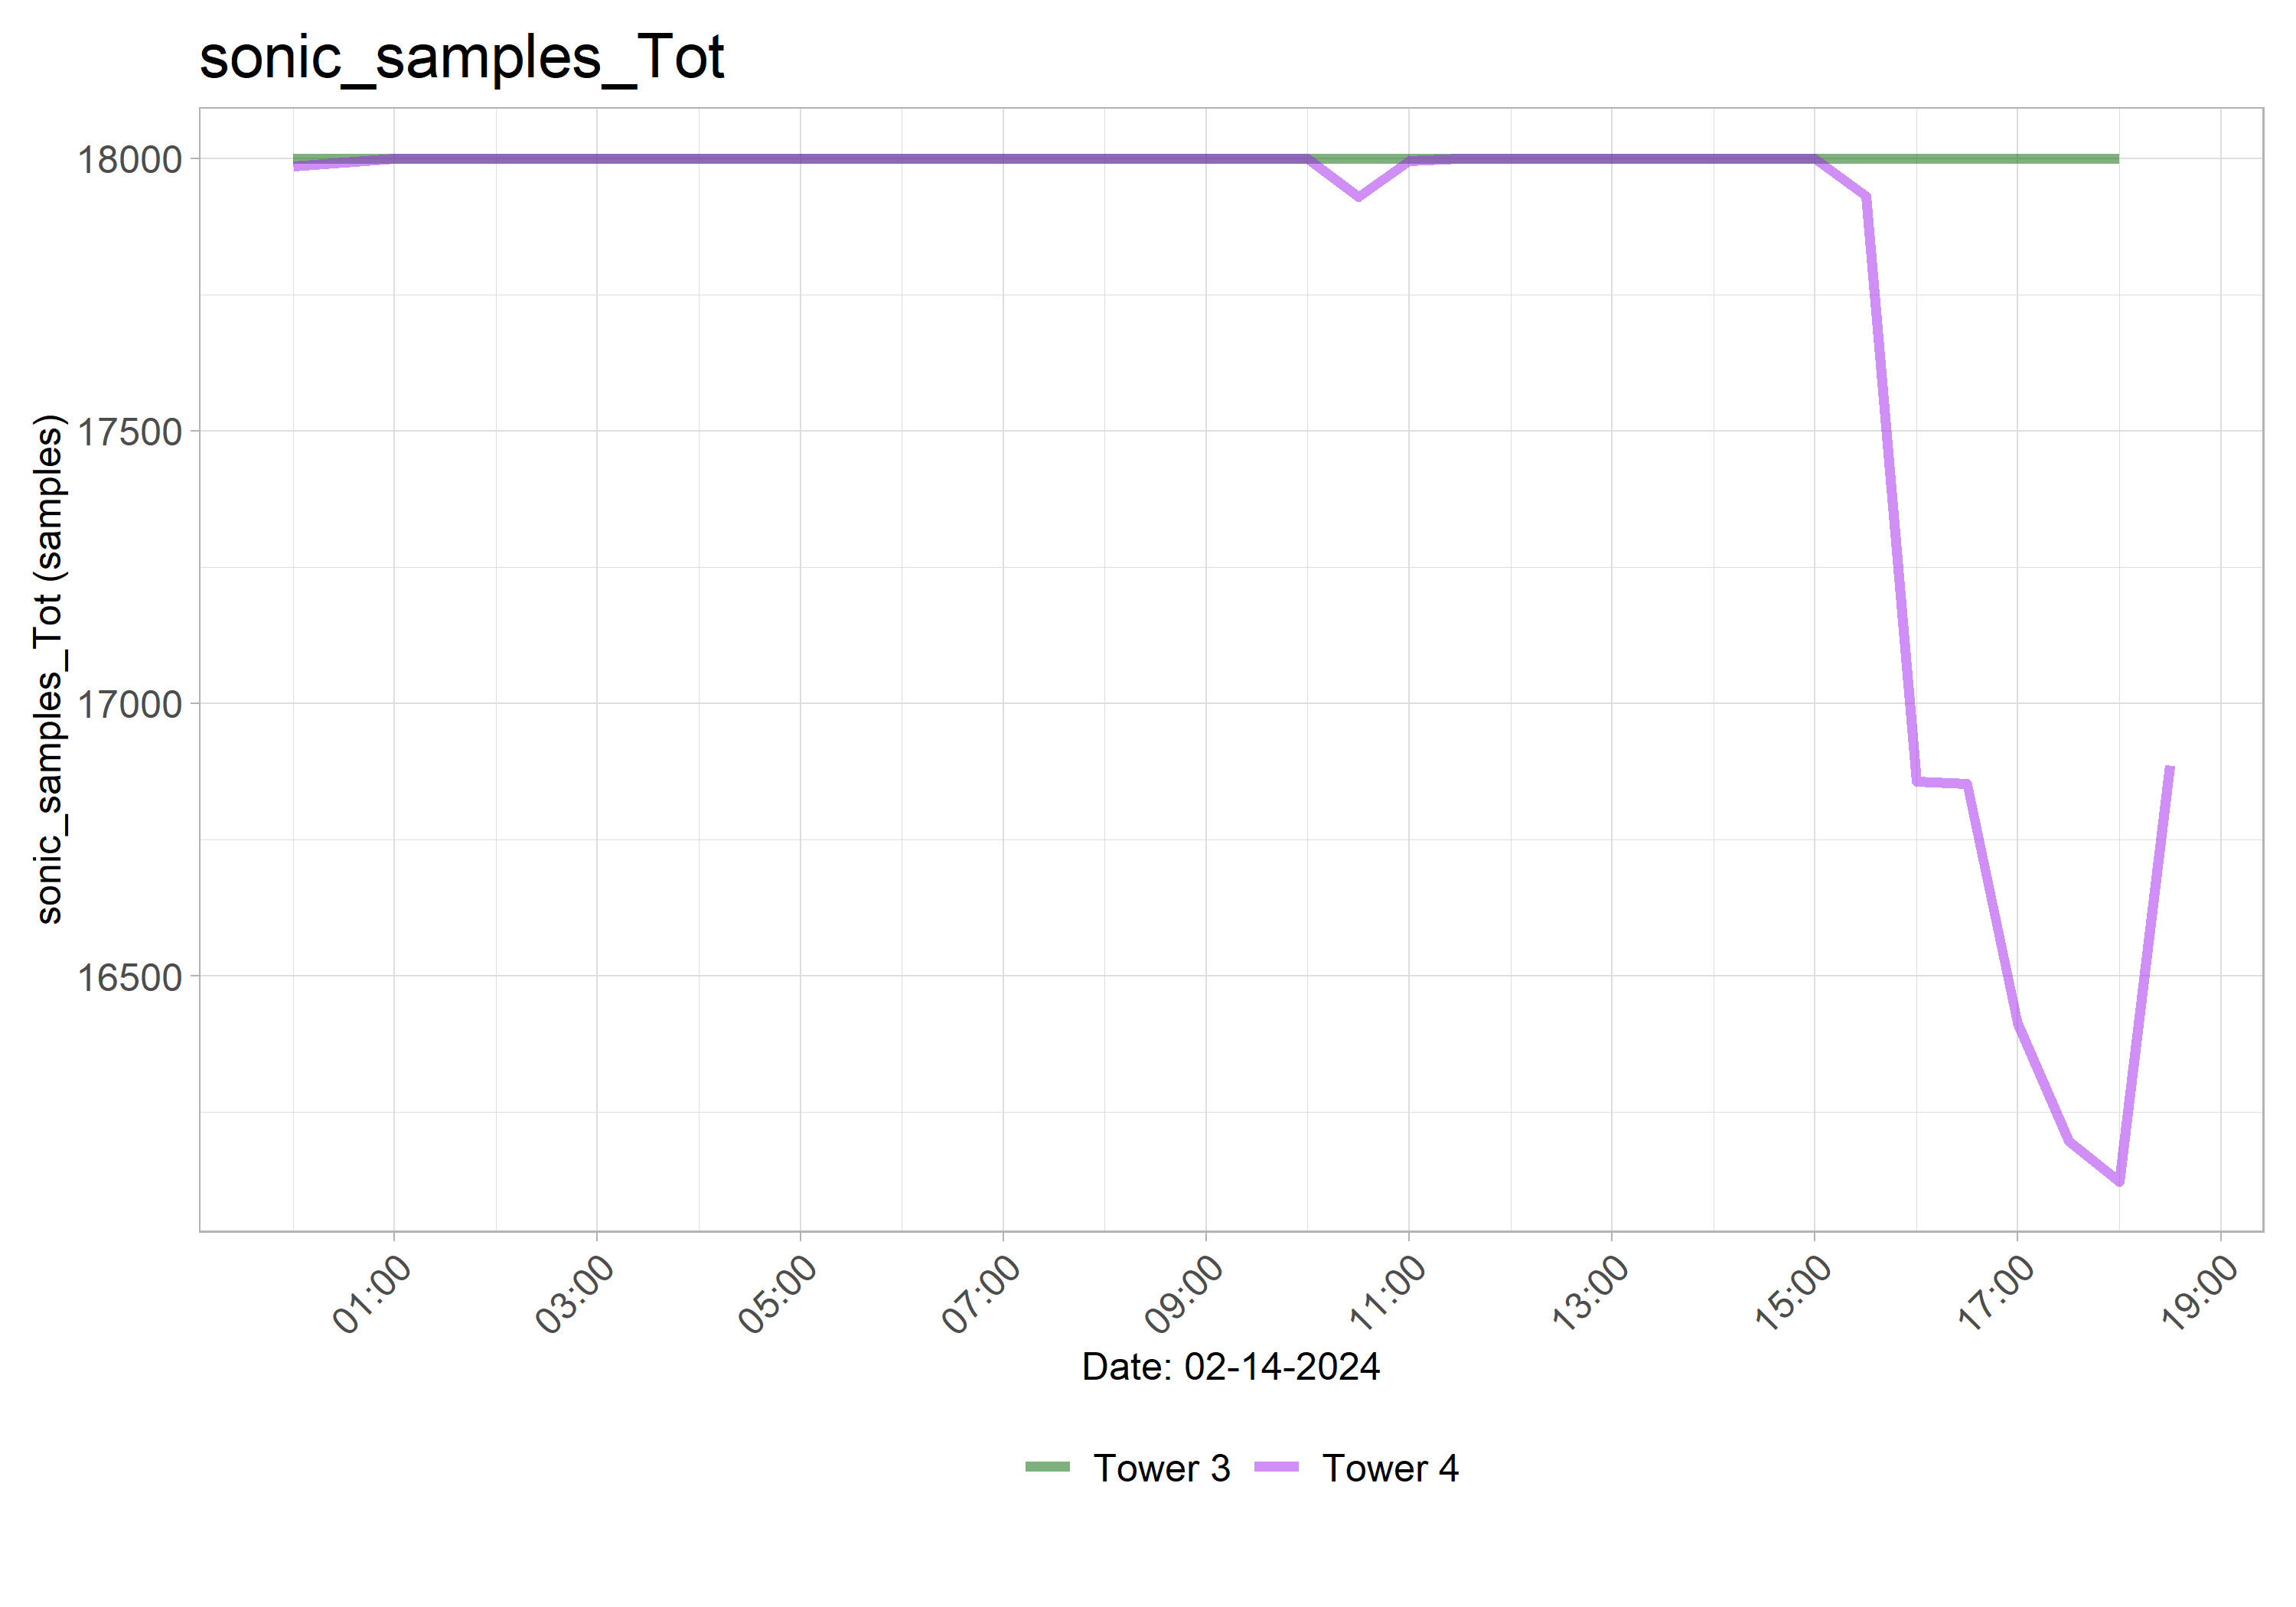 sonic_samples_Tot
sonic_samples_Tot (samples)
18000
17500
17000
16500
01:00
03:00
05:00
07:00
09:00
11:00
13:00
15:00
17:00
19:00
Date: 02-14-2024
Tower 3
Tower 4